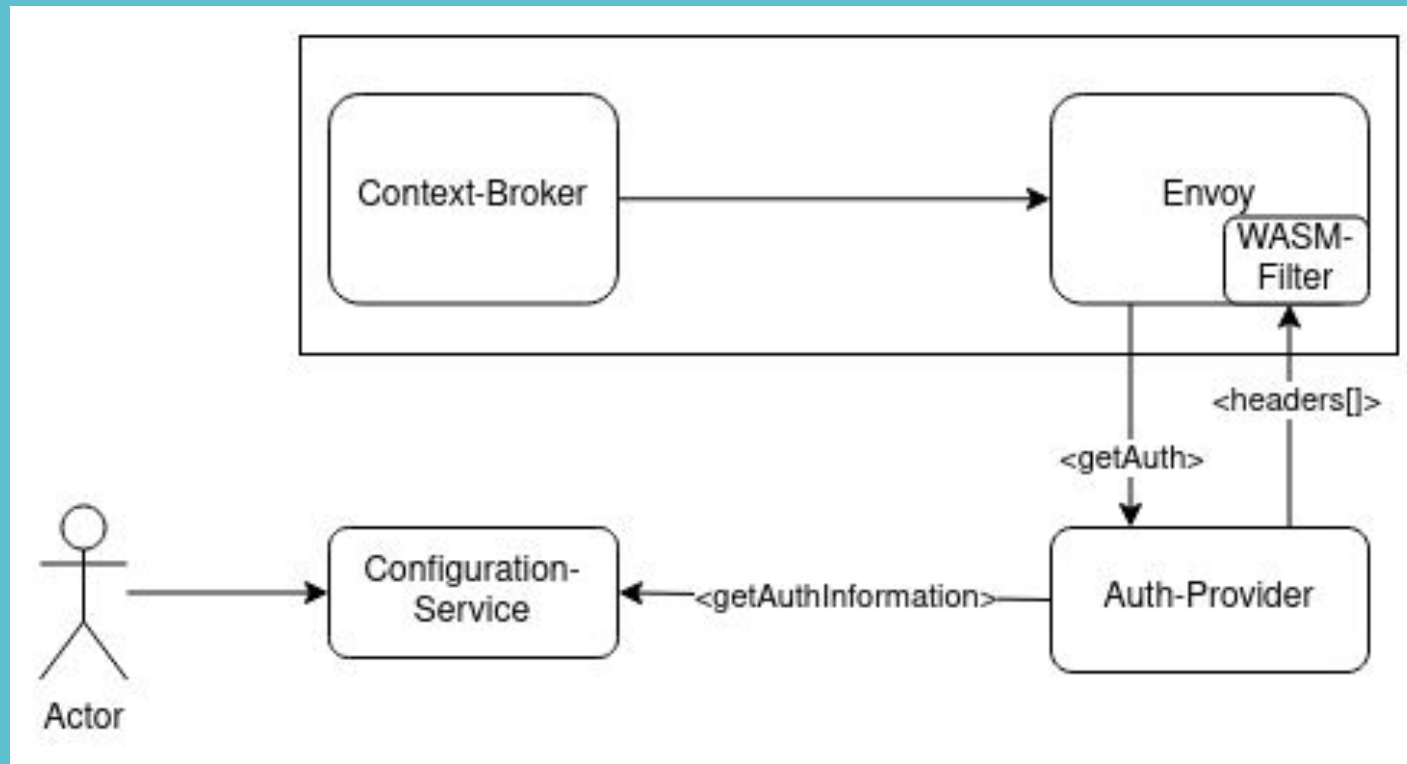 Context-Broker
Envoy
WASM-
Filter
<headers[]>
<getAuth>
Configuration-
Service
<getAuthInformation>
Auth-Provider
Actor